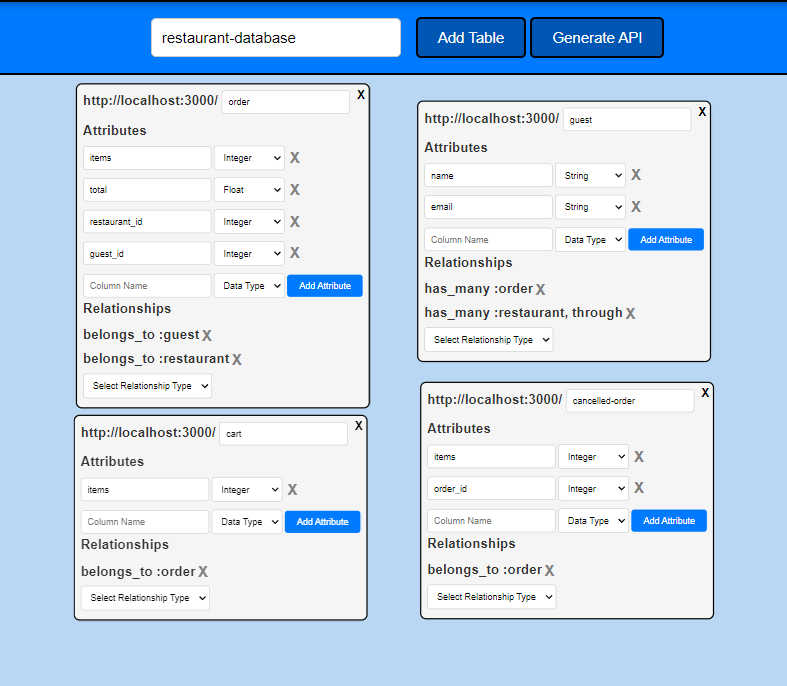 restaurant-database Add Table Generate API
http://localhost:3000/ order X
Attributes
items Integer X
total Float X
restaurant_id Integer X
guest_id Integer X
Column Name Data Type Add Attribute
Relationships
belongs_to :guest X
belongs_to :restaurant X
Select Relationship Type
http://localhost:3000/ guest X
Attributes
name String X
email String X
Column Name Data Type Add Attribute
Relationships
has_many :order X
has_many :restaurant, through X
Select Relationship Type
http://localhost:3000/ cart X
Attributes
items Integer X
Column Name Data Type Add Attribute
Relationships
belongs_to :order X
Select Relationship Type
http://localhost:3000/ cancelled-order X
Attributes
items Integer X
order_id Integer X
Column Name Data Type Add Attribute
Relationships
belongs_to :order X
Select Relationship Type